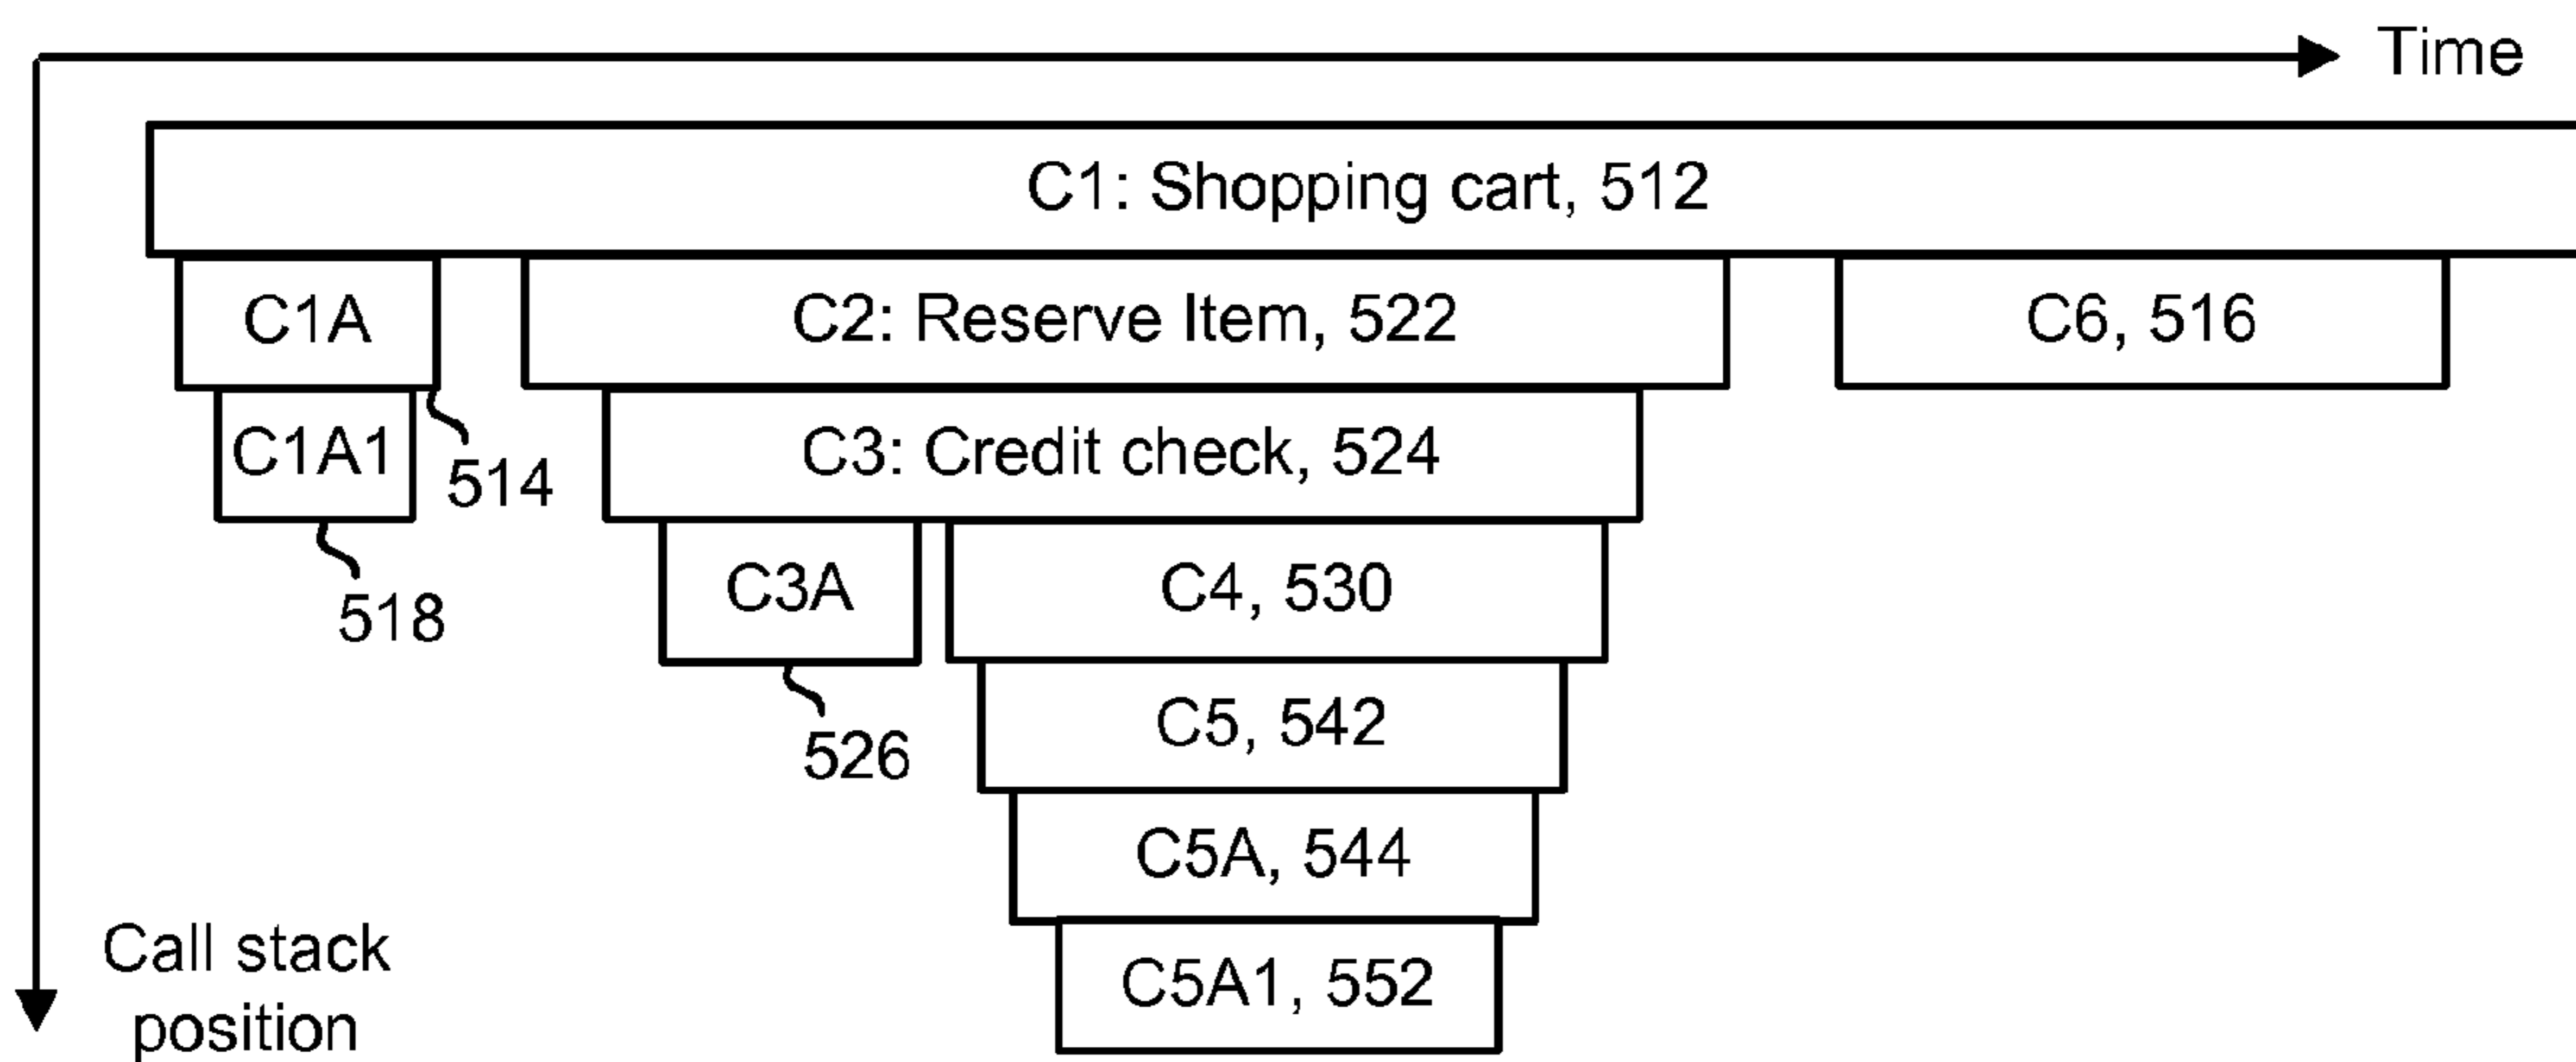 Time
C1: Shopping cart, 512
C1A
C2: Reserve Item, 522
C6, 516
C1A1
514
C3: Credit check, 524
518
C3A
C4, 530
526
C5, 542
C5A, 544
Call stack
position
C5A1, 552